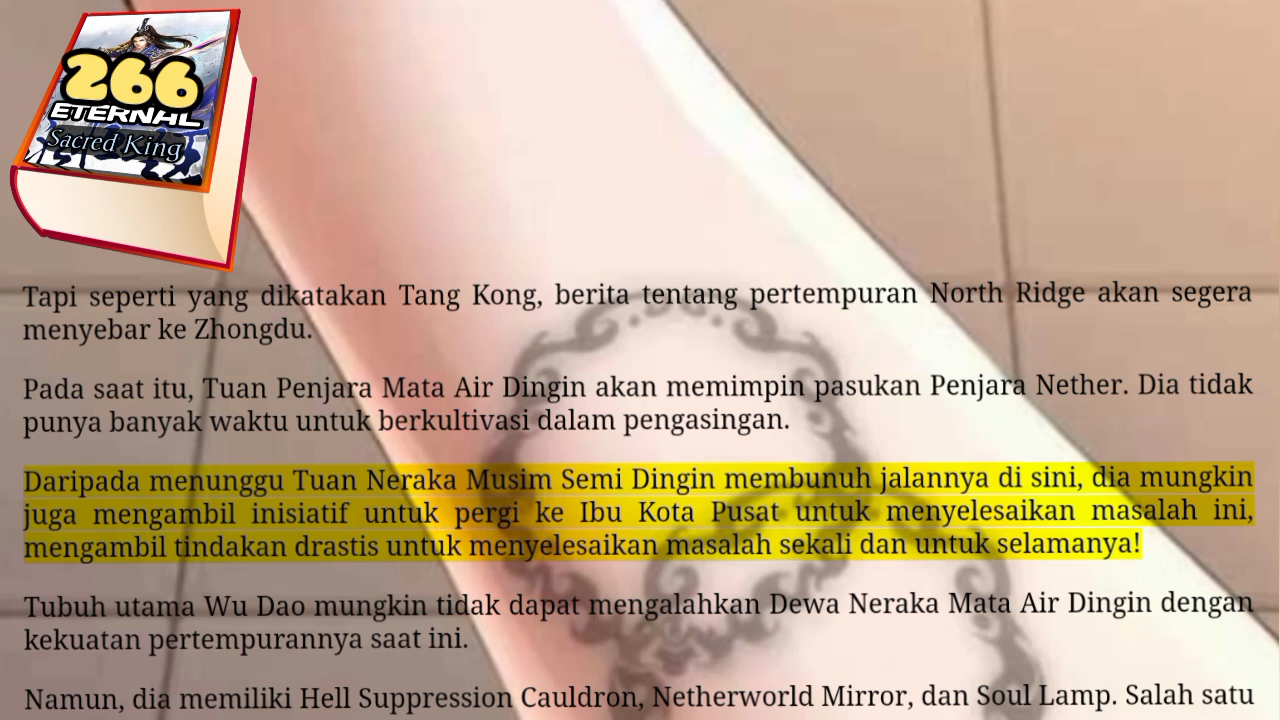 266
ETERNAL
Sacred King
Tapi seperti yang dikatakan Tang Kong, berita tentang pertempuran North Ridge akan segera
menyebar ke Zhongdu.
Pada saat itu, Tuan Penjara Mata Air Dingin akan memimpin pasukan Penjara Nether. Dia tidak
punya banyak waktu untuk berkultivasi dalam pengasingan.
Daripada menunggu Tuan Neraka Musim Semi Dingin membunuh jalannya di sini, dia mungkin
juga mengambil inisiatif untuk pergi ke Ibu Kota Pusat untuk menyelesaikan masalah ini,
mengambil tindakan drastis untuk menyelesaikan masalah sekali dan untuk selamanya!
Tubuh utama Wu Dao mungkin tidak dapat mengalahkan Dewa Neraka Mata Air Dingin dengan
kekuatan pertempurannya saat ini.
Namun, dia memiliki Hell Suppression Cauldron, Netherworld Mirror, dan Soul Lamp. Salah satu